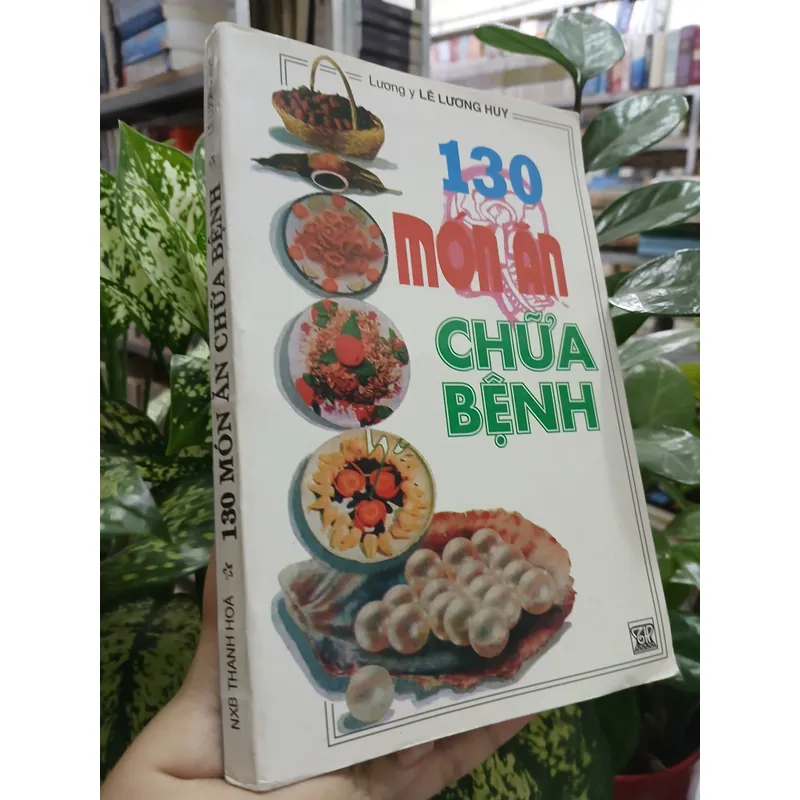 Lương y LÊ LƯƠNG HUY
130
MÓN ĂN
CHỮA
BỆNH
130 MÓN ĂN CHỮA BỆNH
NXB THANH HOÁ